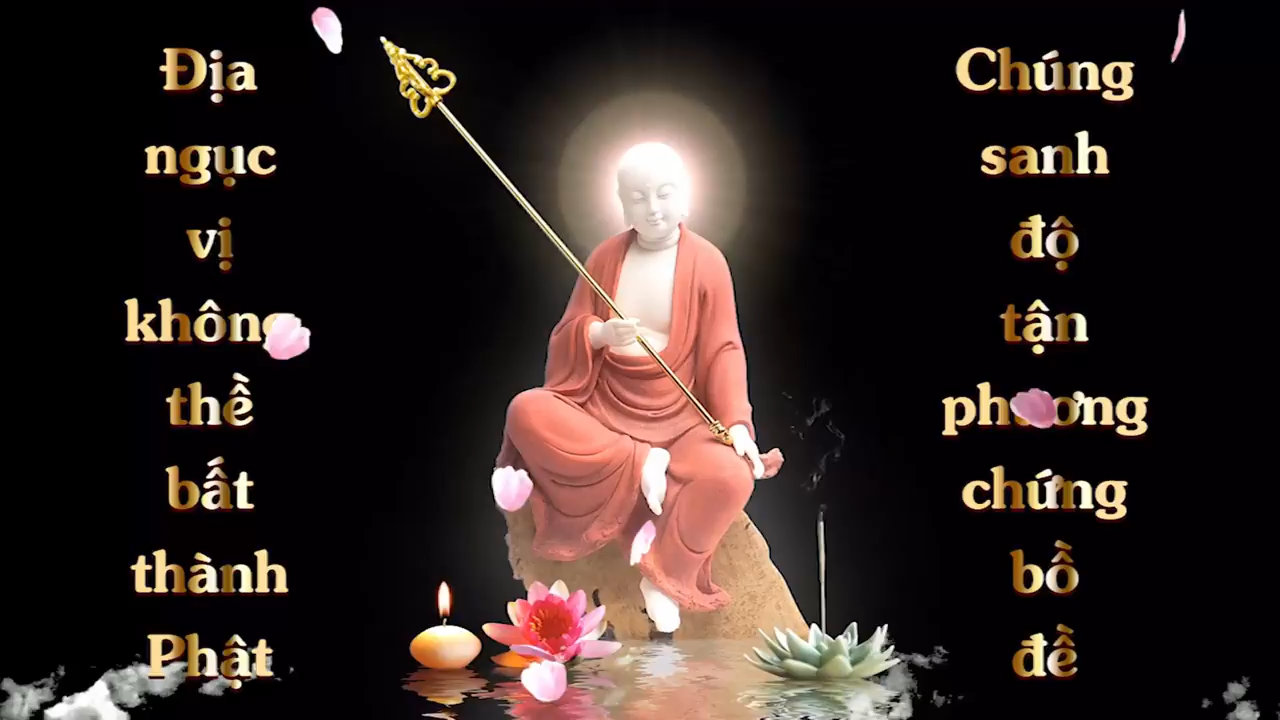 Địa
ngục
vị
không
thề
bất
thành
Phật
Chúng
sanh
độ
tận
phương
chứng
bồ
đề